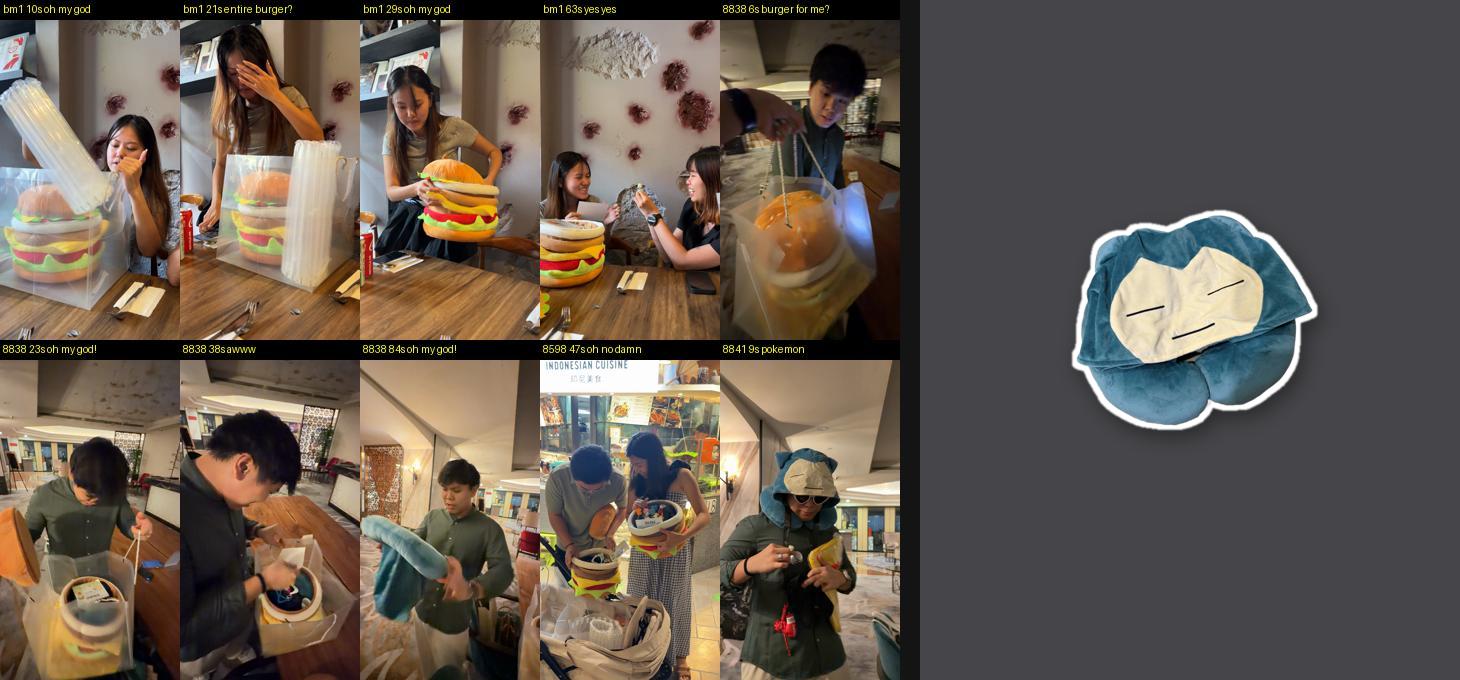 bm1 10s oh my god
bm1 21s entire burger?
bm1 29s oh my god
bm1 63s yes yes
8838 6s burger for me?
8838 23s oh my god!
8838 38s awww
8838 84s oh my god!
8598 47s oh no damn
8841 9s pokemon
INDONESIAN CUISINE
印尼美食